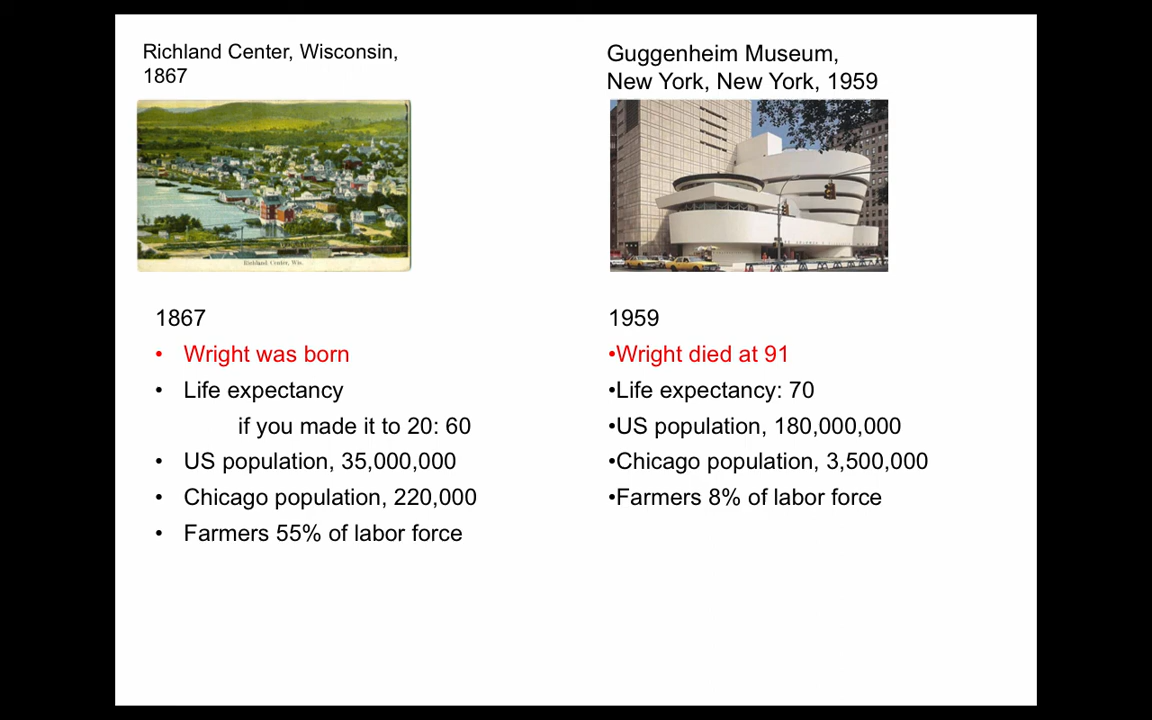 Richland Center, Wisconsin,
1867
Richland Center, Wis.
1867
• Wright was born
• Life expectancy
if you made it to 20: 60
• US population, 35,000,000
• Chicago population, 220,000
• Farmers 55% of labor force
Guggenheim Museum,
New York, New York, 1959
1959
•Wright died at 91
•Life expectancy: 70
•US population, 180,000,000
•Chicago population, 3,500,000
•Farmers 8% of labor force